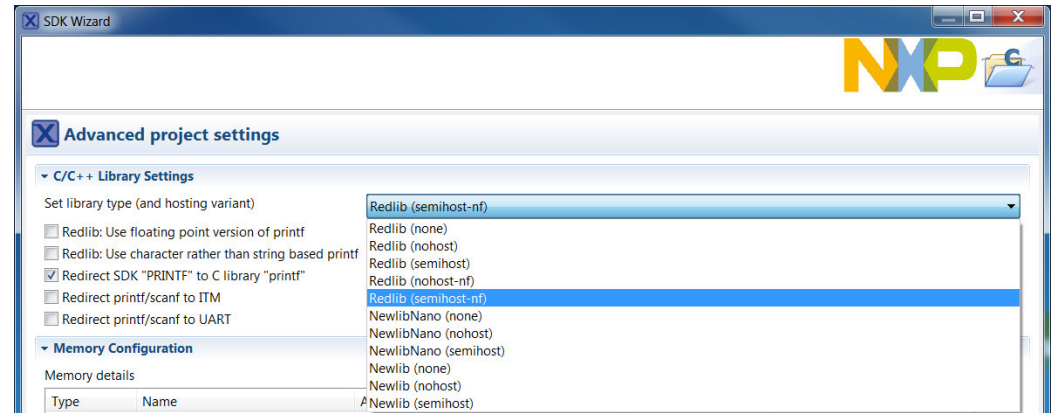 SDK Wizard
NXP
C
Advanced project settings
C/C++ Library Settings
Set library type (and hosting variant)
Redlib (semihost-nf)
Redlib: Use floating point version of printf
Redlib: Use character rather than string based printf
Redirect SDK "PRINTF" to C library "printf"
Redirect printf/scanf to ITM
Redirect printf/scanf to UART
Redlib (none)
Redlib (nohost)
Redlib (semihost)
Redlib (nohost-nf)
Redlib (semihost-nf)
NewlibNano (none)
NewlibNano (nohost)
NewlibNano (semihost)
Newlib (none)
Newlib (nohost)
Newlib (semihost)
Memory Configuration
Memory details
Type Name A